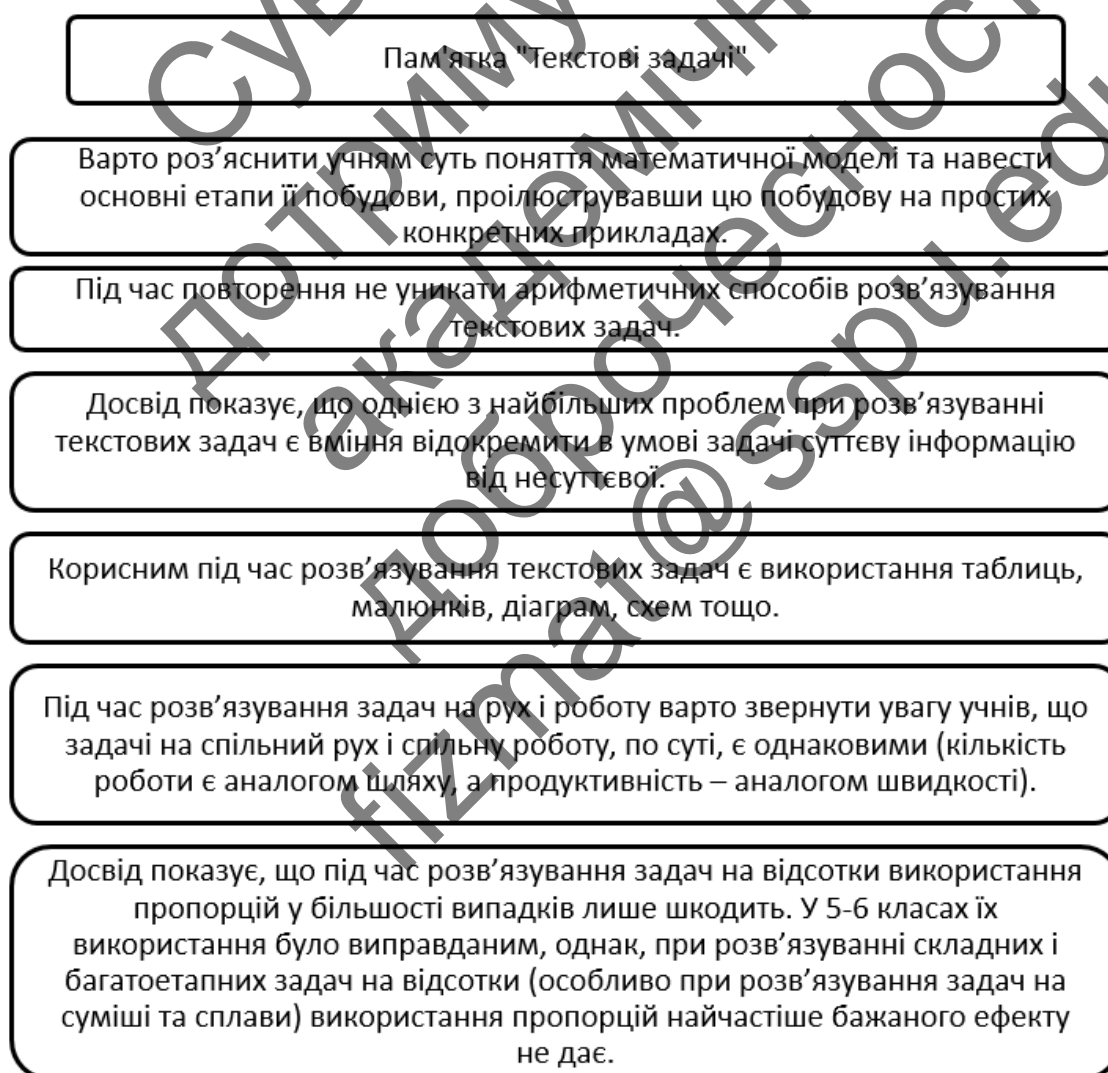 Пам'ятка "Текстові задачі"
Варто роз’яснити учням суть поняття математичної моделі та навести
основні етапи її побудови, проілюструвавши цю побудову на простих
конкретних прикладах.
Під час повторення не уникати арифметичних способів розв’язування
текстових задач.
Досвід показує, що однією з найбільших проблем при розв’язуванні
текстових задач є вміння відокремити в умові задачі суттєву інформацію
від несуттєвої.
Корисним під час розв’язування текстових задач є використання таблиць,
малюнків, діаграм, схем тощо.
Під час розв’язування задач на рух і роботу варто звернути увагу учнів, що
задачі на спільний рух і спільну роботу, по суті, є однаковими (кількість
роботи є аналогом шляху, а продуктивність – аналогом швидкості).
Досвід показує, що під час розв’язування задач на відсотки використання
пропорцій у більшості випадків лише шкодить. У 5-6 класах їх
використання було виправданим, однак, при розв’язуванні складних і
багатоетапних задач на відсотки (особливо при розв’язування задач на
суміші та сплави) використання пропорцій найчастіше бажаного ефекту
не дає.
fizmat@sspu.edu